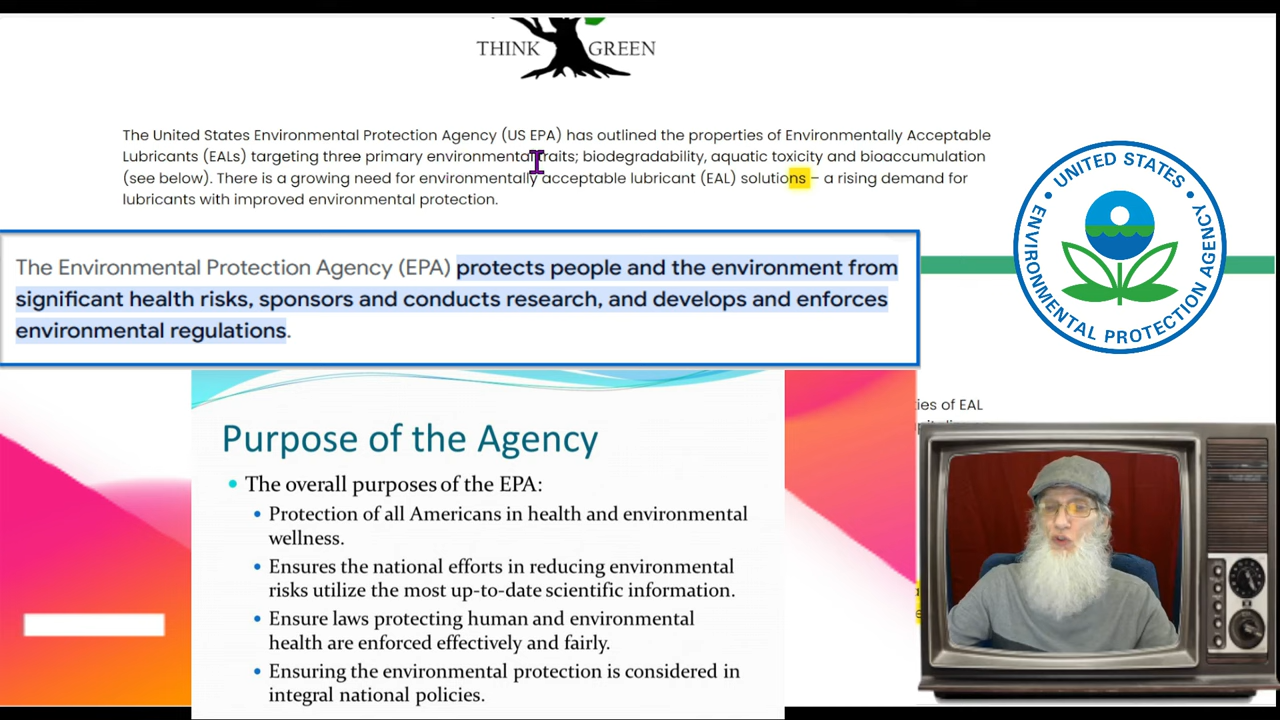 THINK GREEN
The United States Environmental Protection Agency (US EPA) has outlined the properties of Environmentally Acceptable
Lubricants (EALs) targeting three primary environmental traits; biodegradability, aquatic toxicity and bioaccumulation
(see below). There is a growing need for environmentally acceptable lubricant (EAL) solutions – a rising demand for
lubricants with improved environmental protection.
UNITED STATES
ENVIRONMENTAL PROTECTION AGENCY
The Environmental Protection Agency (EPA) protects people and the environment from
significant health risks, sponsors and conducts research, and develops and enforces
environmental regulations.
ies of EAL
Purpose of the Agency
• The overall purposes of the EPA:
• Protection of all Americans in health and environmental
wellness.
• Ensures the national efforts in reducing environmental
risks utilize the most up-to-date scientific information.
• Ensure laws protecting human and environmental
health are enforced effectively and fairly.
• Ensuring the environmental protection is considered in
integral national policies.